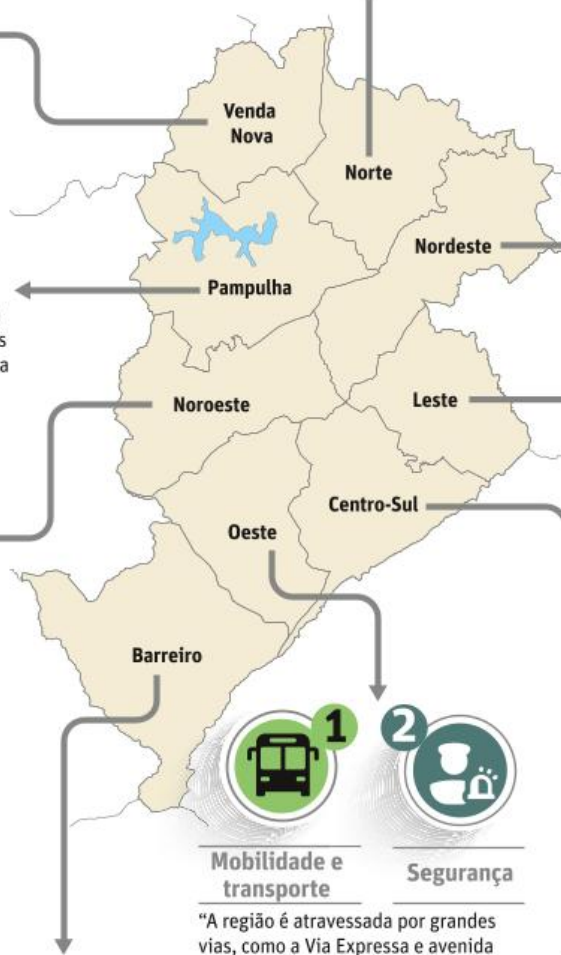 Venda
Nova
Norte
Nordeste
Pampulha
s
a
Noroeste
Leste
Centro-Sul
Oeste
Barreiro
1
2
Mobilidade e
transporte
Segurança
“A região é atravessada por grandes
vias, como a Via Expressa e avenida